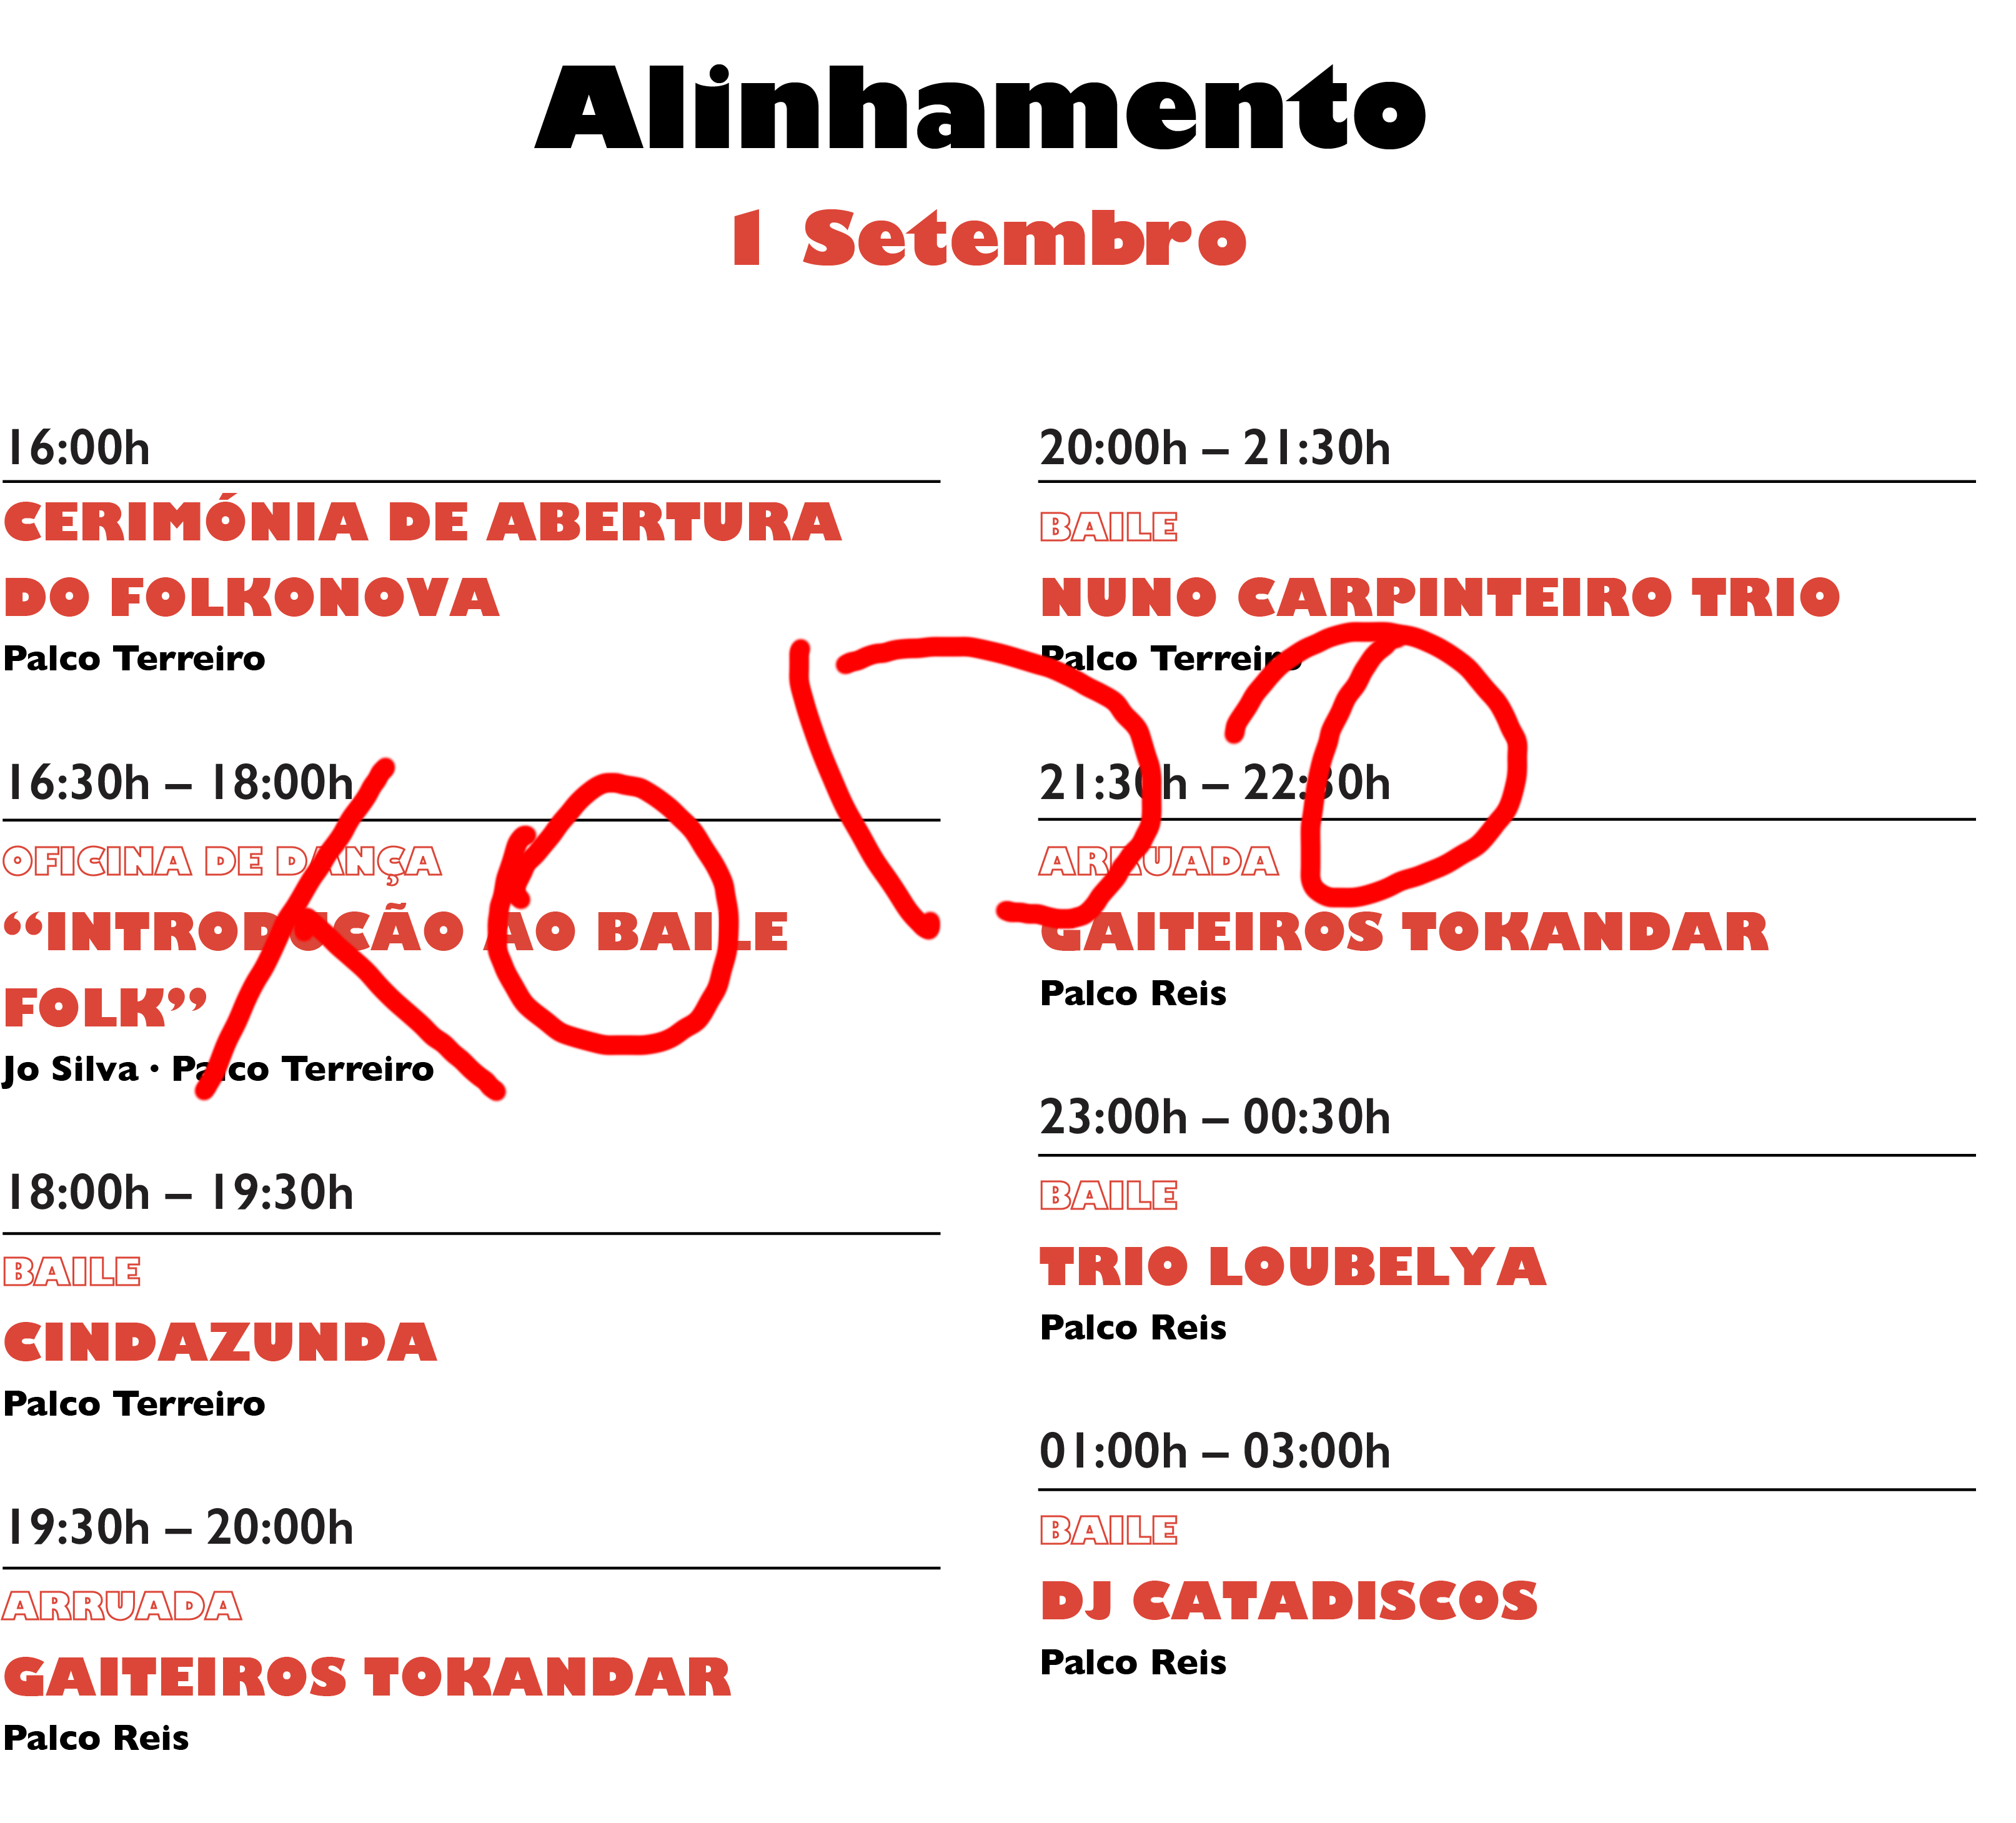 Alinhamento
1 Setembro
16:00h
CERIMÓNIA DE ABERTURA
DO FOLKONOVA
Palco Terreiro
16:30h – 18:00h
OFICINA DE DANÇA
“INTRODUÇÃO AO BAILE
FOLK”
Jo Silva · Palco Terreiro
18:00h – 19:30h
BAILE
CINDAZUNDA
Palco Terreiro
19:30h – 20:00h
ARRUADA
GAITEIROS TOKANDAR
Palco Reis
20:00h – 21:30h
BAILE
NUNO CARPINTEIRO TRIO
Palco Terreiro
21:30h – 22:30h
ARRUADA
GAITEIROS TOKANDAR
Palco Reis
23:00h – 00:30h
BAILE
TRIO LOUBELYA
Palco Reis
01:00h – 03:00h
BAILE
DJ CATADISCOS
Palco Reis